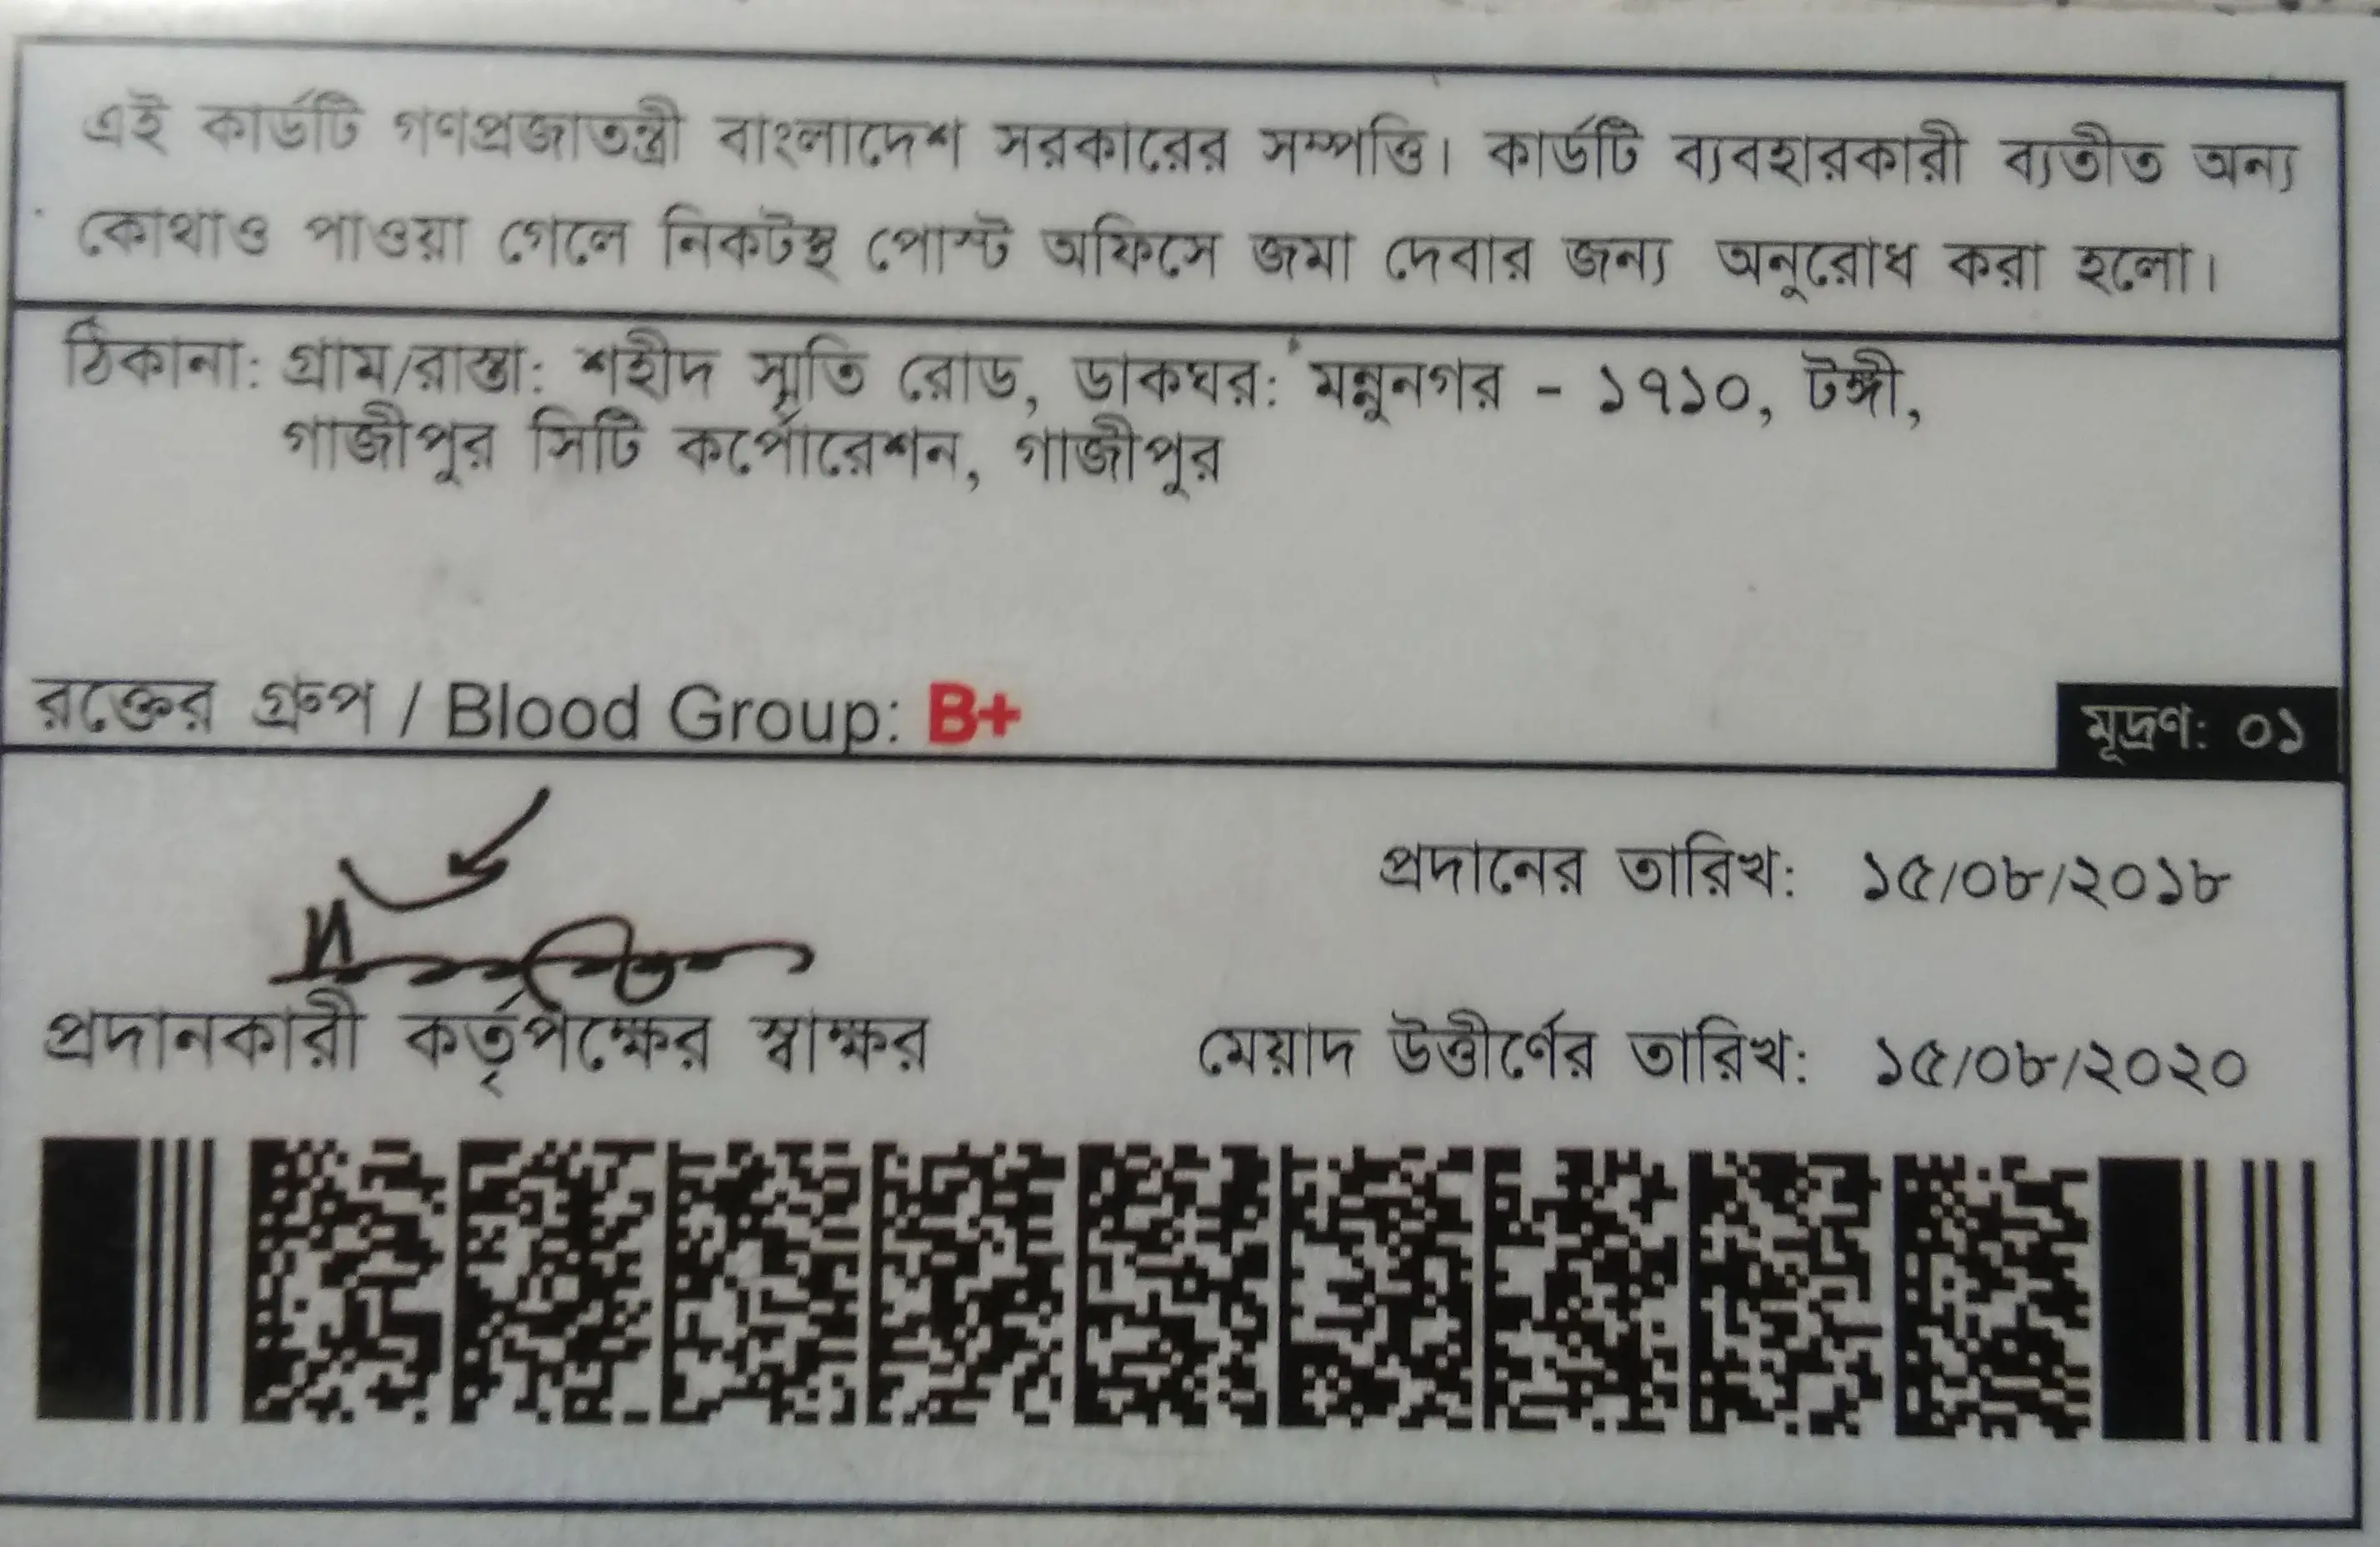 এই কার্ডটি গণপ্রজাতন্ত্রী বাংলাদেশ সরকারের সম্পত্তি। কার্ডটি ব্যবহারকারী ব্যতীত অন্য
কোথাও পাওয়া গেলে নিকটস্থ পোস্ট অফিসে জমা দেবার জন্য অনুরোধ করা হলো।
ঠিকানা: গ্রাম/রাস্তা: শহীদ স্মৃতি রোড, ডাকঘর: মন্নুনগর - ১৭১০, টঙ্গী,
গাজীপুর সিটি কর্পোরেশন, গাজীপুর
রক্তের গ্রুপ / Blood Group: B+
মূদ্রণ: ০১
প্রদানের তারিখ: ১৫/০৮/২০১৮
প্রদানকারী কর্তৃপক্ষের স্বাক্ষর
মেয়াদ উত্তীর্ণের তারিখ: ১৫/০৮/২০২০